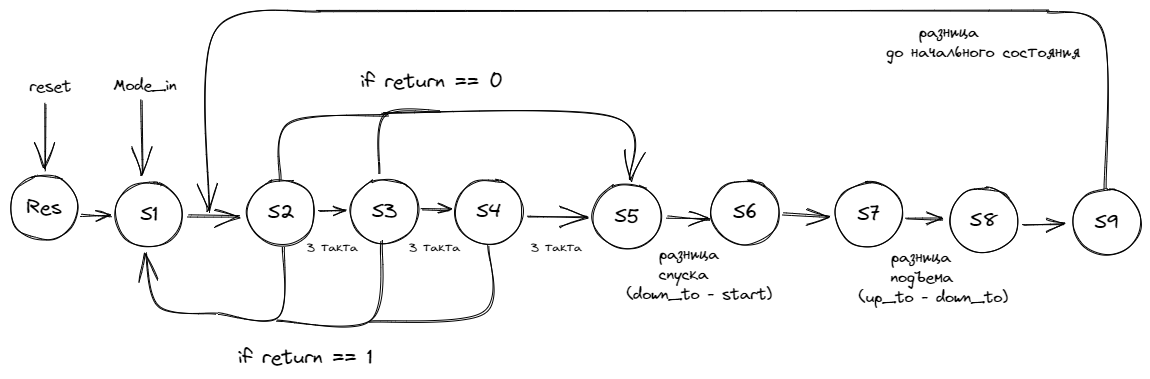 разница
до начального состояния
if return == 0
reset
Mode_in
Res
S1
S2
S3
S4
S5
S6
S7
S8
S9
3 такта
3 такта
3 такта
разница
спуска
(down_to - start)
разница
подъема
(up_to - down_to)
if return == 1